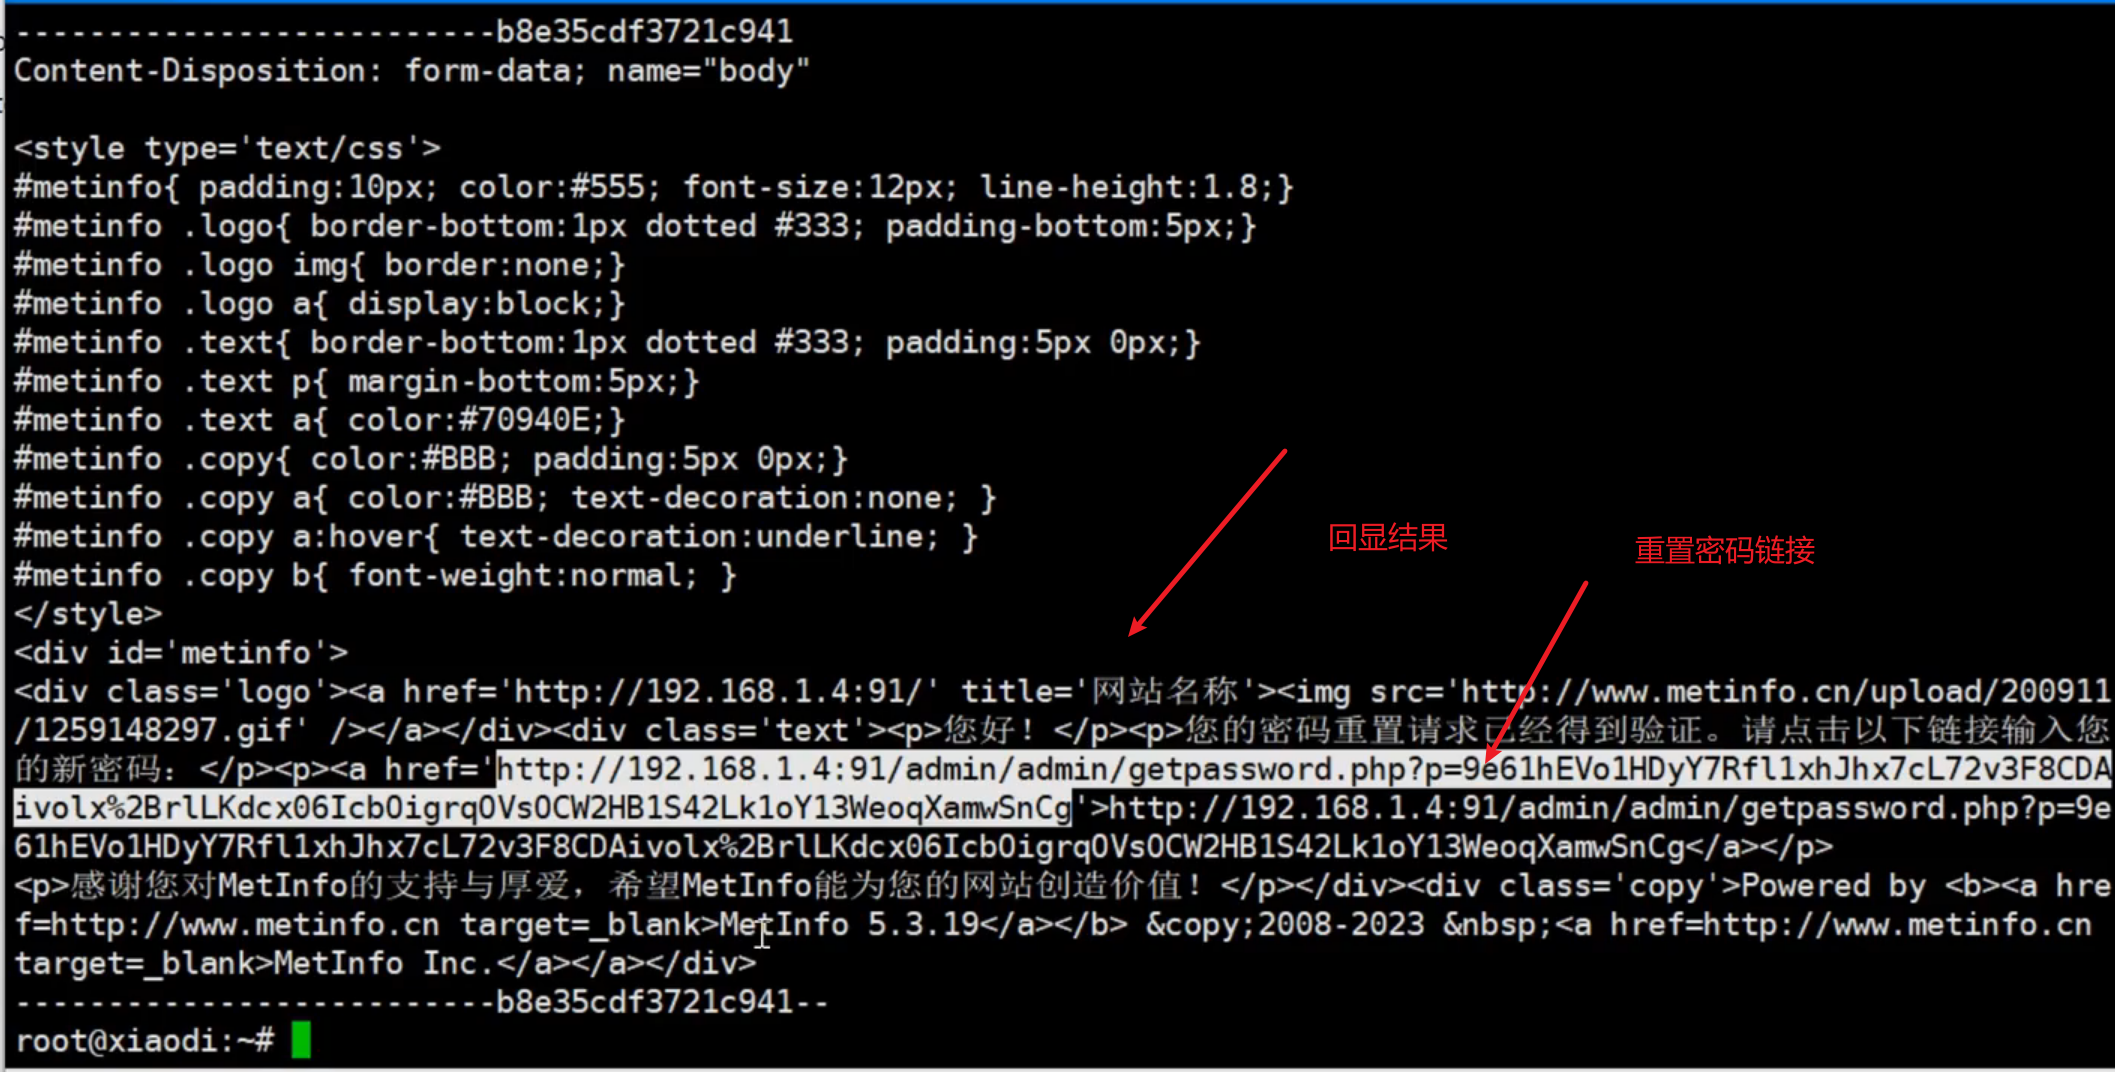 --------------------------b8e35cdf3721c941
Content-Disposition: form-data; name="body"
<style type='text/css'>
#metinfo{ padding:10px; color:#555; font-size:12px; line-height:1.8;}
#metinfo .logo{ border-bottom:1px dotted #333; padding-bottom:5px;}
#metinfo .logo img{ border:none;}
#metinfo .logo a{ display:block;}
#metinfo .text{ border-bottom:1px dotted #333; padding:5px 0px;}
#metinfo .text p{ margin-bottom:5px;}
#metinfo .text a{ color:#70940E;}
#metinfo .copy{ color:#BBB; padding:5px 0px;}
#metinfo .copy a{ color:#BBB; text-decoration:none; }
#metinfo .copy a:hover{ text-decoration:underline; }
回显结果
重置密码链接
#metinfo .copy b{ font-weight:normal; }
</style>
<div id='metinfo'>
<div class='logo'><a href='http://192.168.1.4:91/' title='网站名称'><img src='http://www.metinfo.cn/upload/200911
/1259148297.gif' /></a></div><div class='text'><p>您好！</p><p>您的密码重置请求已经得到验证。请点击以下链接输入您
的新密码：</p><p><a href='http://192.168.1.4:91/admin/admin/getpassword.php?p=9e61hEVo1HDyY7Rfl1xhJhx7cL72v3F8CDA
ivolx%2BrlLKdcx06IcbOigrqOVsOCW2HB1S42Lk1oY13WeoqXamwSnCg'>http://192.168.1.4:91/admin/admin/getpassword.php?p=9e
61hEVo1HDyY7Rfl1xhJhx7cL72v3F8CDAivolx%2BrlLKdcx06IcbOigrqOVsOCW2HB1S42Lk1oY13WeoqXamwSnCg</a></p>
<p>感谢您对MetInfo的支持与厚爱，希望MetInfo能为您的网站创造价值！</p></div><div class='copy'>Powered by <b><a hre
f=http://www.metinfo.cn target=_blank>MetInfo 5.3.19</a></b> &copy;2008-2023 &nbsp;<a href=http://www.metinfo.cn
target=_blank>MetInfo Inc.</a></a></div>
--------------------------b8e35cdf3721c941--
root@xiaodi:~#